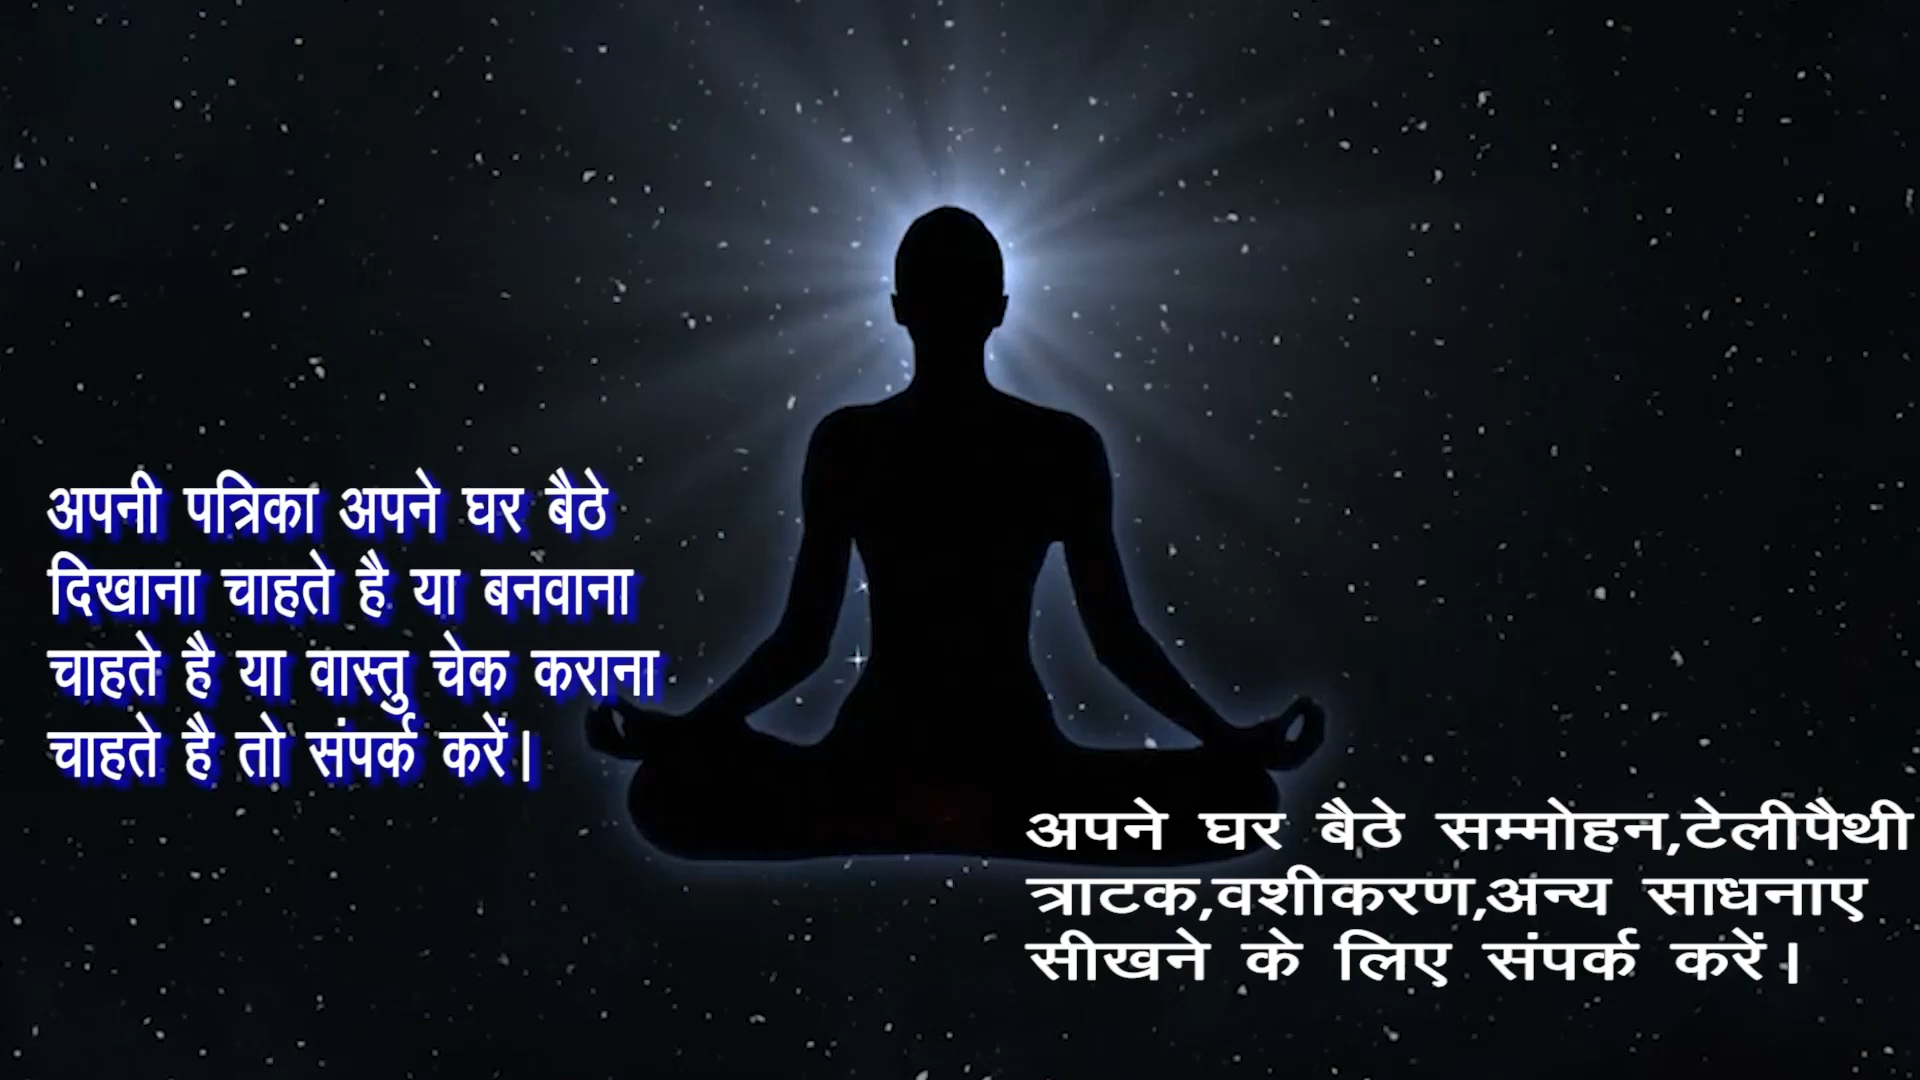 अपनी पत्रिका अपने घर बैठे
दिखाना चाहते है या बनवाना
चाहते है या वास्तु चेक कराना
चाहते है तो संपर्क करें।
अपने घर बैठे सम्मोहन,टेलीपैथी
त्राटक,वशीकरण,अन्य साधनाए
सीखने के लिए संपर्क करें।